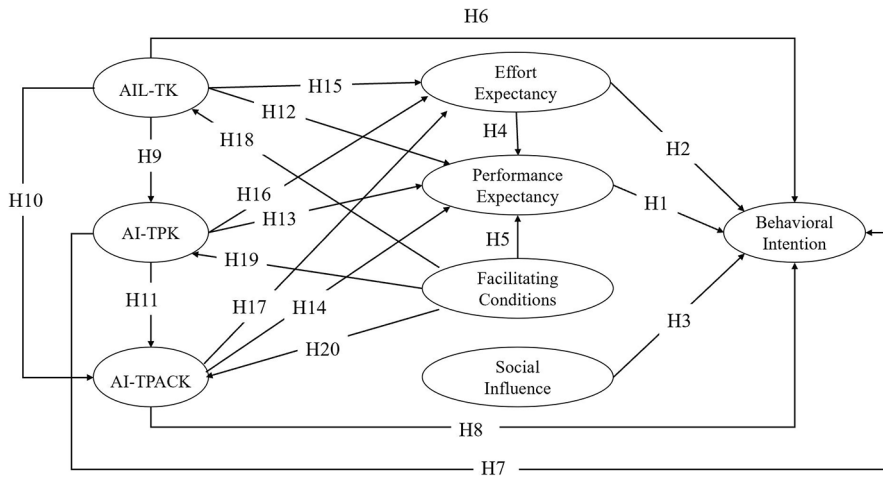 H6
AIL-TK
H15
Effort
Expectancy
H12
H18
H4
H2
H9
H10
H16
H13
Performance
Expectancy
H1
AI-TPK
H5
Behavioral
Intention
H19
H11
H17
H14
Facilitating
Conditions
H3
H20
AI-TPACK
Social
Influence
H8
H7